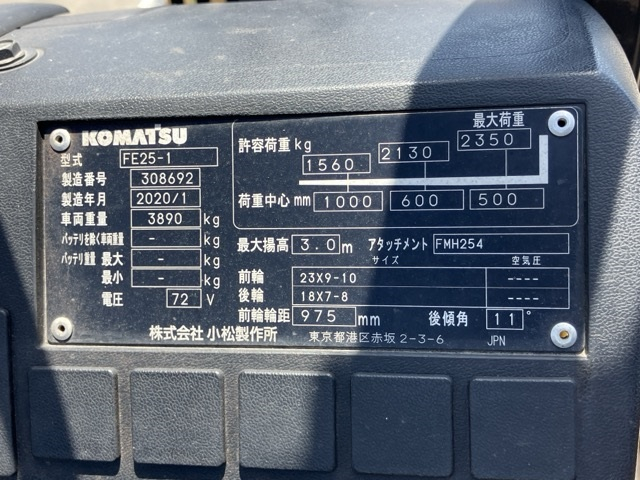 KOMATSU
型式 FE25-1
製造番号 308692
製造年月 2020/1
車両重量 3890 kg
バッテリを除く車両重量 - kg
バッテリ重量 最大 - kg
最小 - kg
電圧 72 V
最大荷重
許容荷重 kg 1560 2130 2350
荷重中心 mm 1000 600 500
最大揚高 3.0 m アタッチメント FMH254
サイズ 空気圧
前輪 23X9-10 ----
後輪 18X7-8 ----
前輪輪距 975 mm 後傾角 11°
株式会社 小松製作所 東京都港区赤坂 2-3-6 JPN